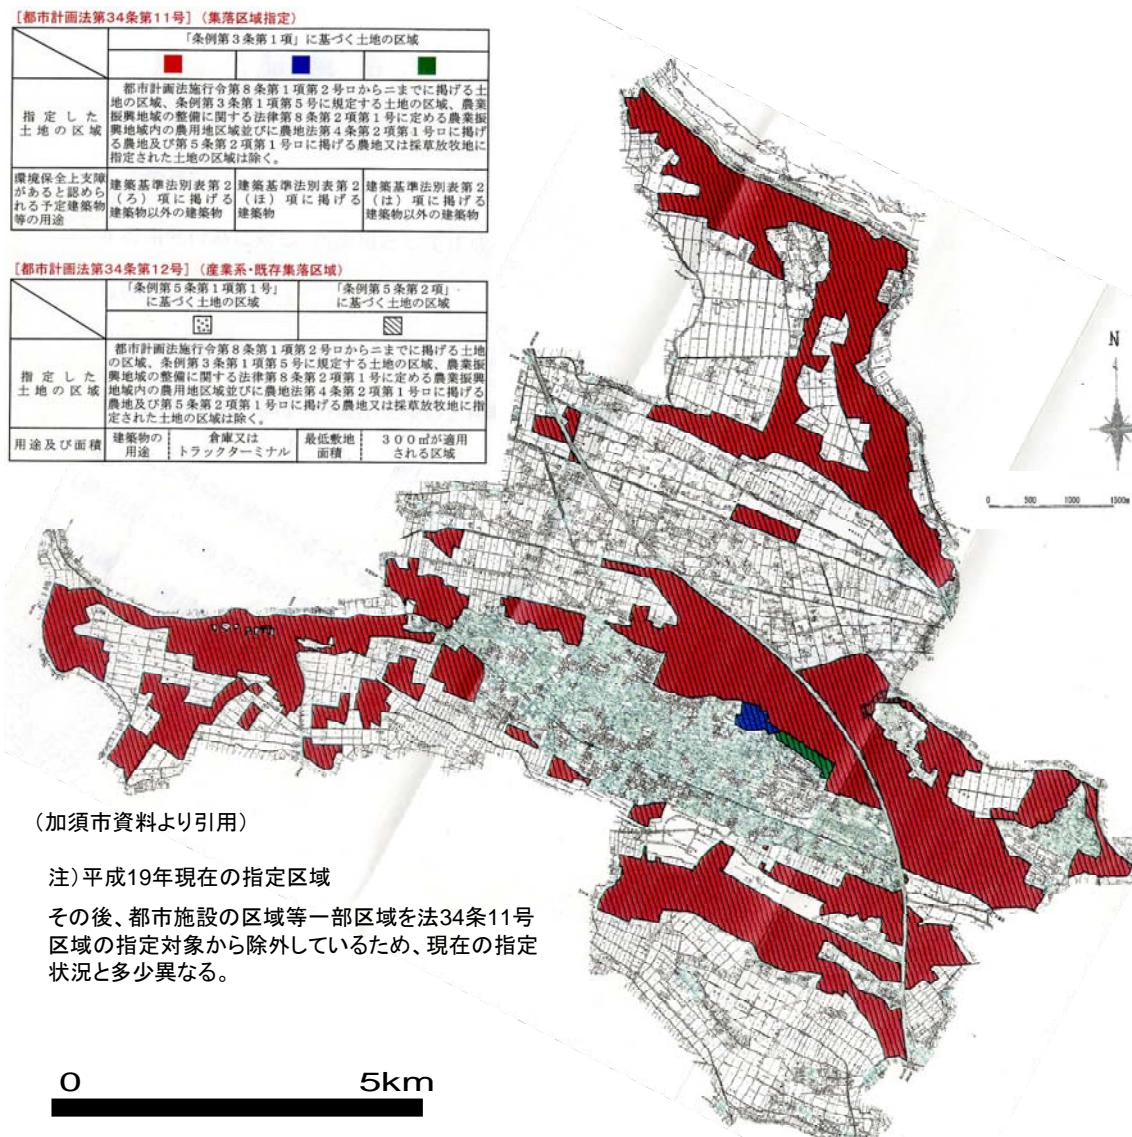 ［都市計画法第34条第11号］（集落区域指定）
「条例第3条第1項」に基づく土地の区域
指定した
土地の区域
都市計画法施行令第8条第1項第2号ロからニまでに掲げる土
地の区域、条例第3条第1項第5号に規定する土地の区域、農業
振興地域の整備に関する法律第8条第2項第1号に定める農業振
興地域内の農用地区域並びに農地法第4条第2項第1号ロに掲げ
る農地及び第5条第2項第1号ロに掲げる農地又は採草放牧地に
指定された土地の区域は除く。
環境保全上支障
があると認めら
れる予定建築物
等の用途
建築基準法別表第2
（ろ）項に掲げる
建築物以外の建築物
建築基準法別表第2
（ほ）項に掲げる
建築物
建築基準法別表第2
（は）項に掲げる
建築物以外の建築物
［都市計画法第34条第12号］（産業系・既存集落区域）
「条例第5条第1項第1号」
に基づく土地の区域
「条例第5条第2項」
に基づく土地の区域
指定した
土地の区域
都市計画法施行令第8条第1項第2号ロからニまでに掲げる土地
の区域、条例第3条第1項第5号に規定する土地の区域、農業振
興地域の整備に関する法律第8条第2項第1号に定める農業振興
地域内の農用地区域並びに農地法第4条第2項第1号ロに掲げる
農地及び第5条第2項第1号ロに掲げる農地又は採草放牧地に指
定された土地の区域は除く。
用途及び面積
建築物の
用途
倉庫又は
トラックターミナル
最低敷地
面積
300㎡が適用
される区域
N
0 500 1000 1500m
（加須市資料より引用）
注）平成19年現在の指定区域
その後、都市施設の区域等一部区域を法34条11号
区域の指定対象から除外しているため、現在の指定
状況と多少異なる。
0 5km